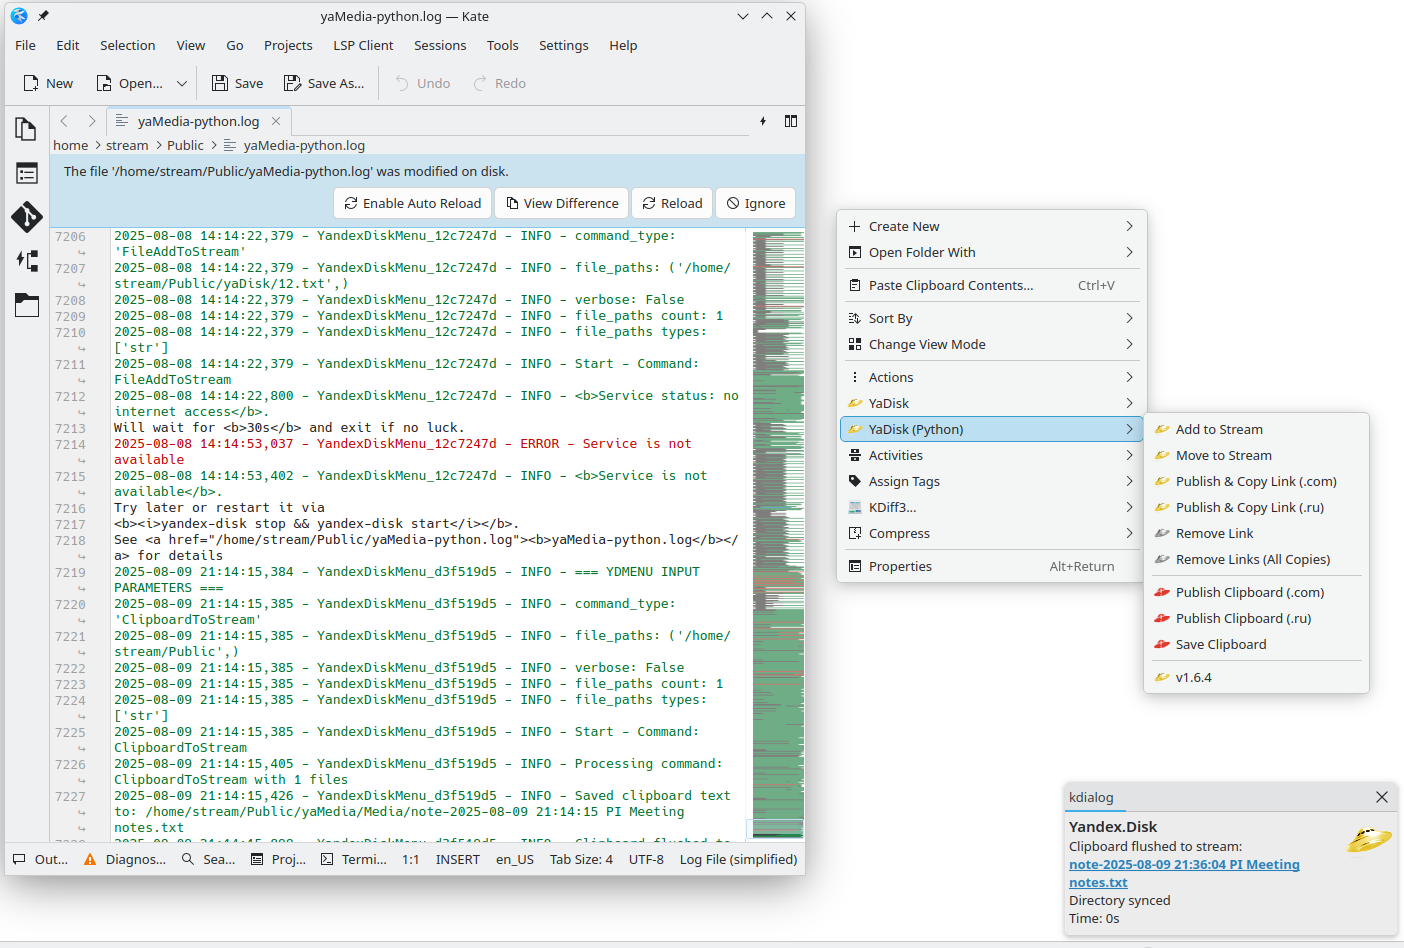 yaMedia-python.log — Kate
File Edit Selection View Go Projects LSP Client Sessions Tools Settings Help
New Open... Save Save As... Undo Redo
yaMedia-python.log
home > stream > Public > yaMedia-python.log
The file '/home/stream/Public/yaMedia-python.log' was modified on disk.
Enable Auto Reload View Difference Reload Ignore
7206 2025-08-08 14:14:22,379 - YandexDiskMenu_12c7247d - INFO - command_type:
'FileAddToStream'
7207 2025-08-08 14:14:22,379 - YandexDiskMenu_12c7247d - INFO - file_paths: ('/home/
stream/Public/yaDisk/12.txt',)
7208 2025-08-08 14:14:22,379 - YandexDiskMenu_12c7247d - INFO - verbose: False
7209 2025-08-08 14:14:22,379 - YandexDiskMenu_12c7247d - INFO - file_paths count: 1
7210 2025-08-08 14:14:22,379 - YandexDiskMenu_12c7247d - INFO - file_paths types:
['str']
7211 2025-08-08 14:14:22,379 - YandexDiskMenu_12c7247d - INFO - Start - Command:
FileAddToStream
7212 2025-08-08 14:14:22,800 - YandexDiskMenu_12c7247d - INFO - <b>Service status: no
internet access</b>.
7213 Will wait for <b>30s</b> and exit if no luck.
7214 2025-08-08 14:14:53,037 - YandexDiskMenu_12c7247d - ERROR - Service is not
available
7215 2025-08-08 14:14:53,402 - YandexDiskMenu_12c7247d - INFO - <b>Service is not
available</b>.
7216 Try later or restart it via
7217 <b><i>yandex-disk stop && yandex-disk start</i></b>.
7218 See <a href="/home/stream/Public/yaMedia-python.log"><b>yaMedia-python.log</b></
a> for details
7219 2025-08-09 21:14:15,384 - YandexDiskMenu_d3f519d5 - INFO - === YDMENU INPUT
PARAMETERS ===
7220 2025-08-09 21:14:15,385 - YandexDiskMenu_d3f519d5 - INFO - command_type:
'ClipboardToStream'
7221 2025-08-09 21:14:15,385 - YandexDiskMenu_d3f519d5 - INFO - file_paths: ('/home/
stream/Public',)
7222 2025-08-09 21:14:15,385 - YandexDiskMenu_d3f519d5 - INFO - verbose: False
7223 2025-08-09 21:14:15,385 - YandexDiskMenu_d3f519d5 - INFO - file_paths count: 1
7224 2025-08-09 21:14:15,385 - YandexDiskMenu_d3f519d5 - INFO - file_paths types:
['str']
7225 2025-08-09 21:14:15,385 - YandexDiskMenu_d3f519d5 - INFO - Start - Command:
ClipboardToStream
7226 2025-08-09 21:14:15,405 - YandexDiskMenu_d3f519d5 - INFO - Processing command:
ClipboardToStream with 1 files
7227 2025-08-09 21:14:15,426 - YandexDiskMenu_d3f519d5 - INFO - Saved clipboard text
to: /home/stream/Public/yaMedia/Media/note-2025-08-09 21:14:15 PI Meeting
notes.txt
Out... Diagnos... Sea... Proj... Termi... 1:1 INSERT en_US Tab Size: 4 UTF-8 Log File (simplified)
Create New
Open Folder With
Paste Clipboard Contents... Ctrl+V
Sort By
Change View Mode
Actions
YaDisk
YaDisk (Python)
Activities
Assign Tags
KDiff3...
Compress
Properties Alt+Return
Add to Stream
Move to Stream
Publish & Copy Link (.com)
Publish & Copy Link (.ru)
Remove Link
Remove Links (All Copies)
Publish Clipboard (.com)
Publish Clipboard (.ru)
Save Clipboard
v1.6.4
kdialog
Yandex.Disk
Clipboard flushed to stream:
note-2025-08-09 21:36:04 PI Meeting
notes.txt
Directory synced
Time: 0s